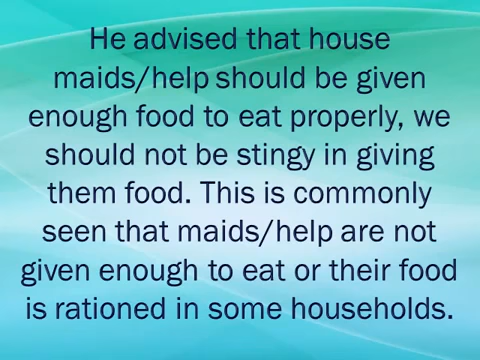 He advised that house
maids/help should be given
enough food to eat properly, we
should not be stingy in giving
them food. This is commonly
seen that maids/help are not
given enough to eat or their food
is rationed in some households.